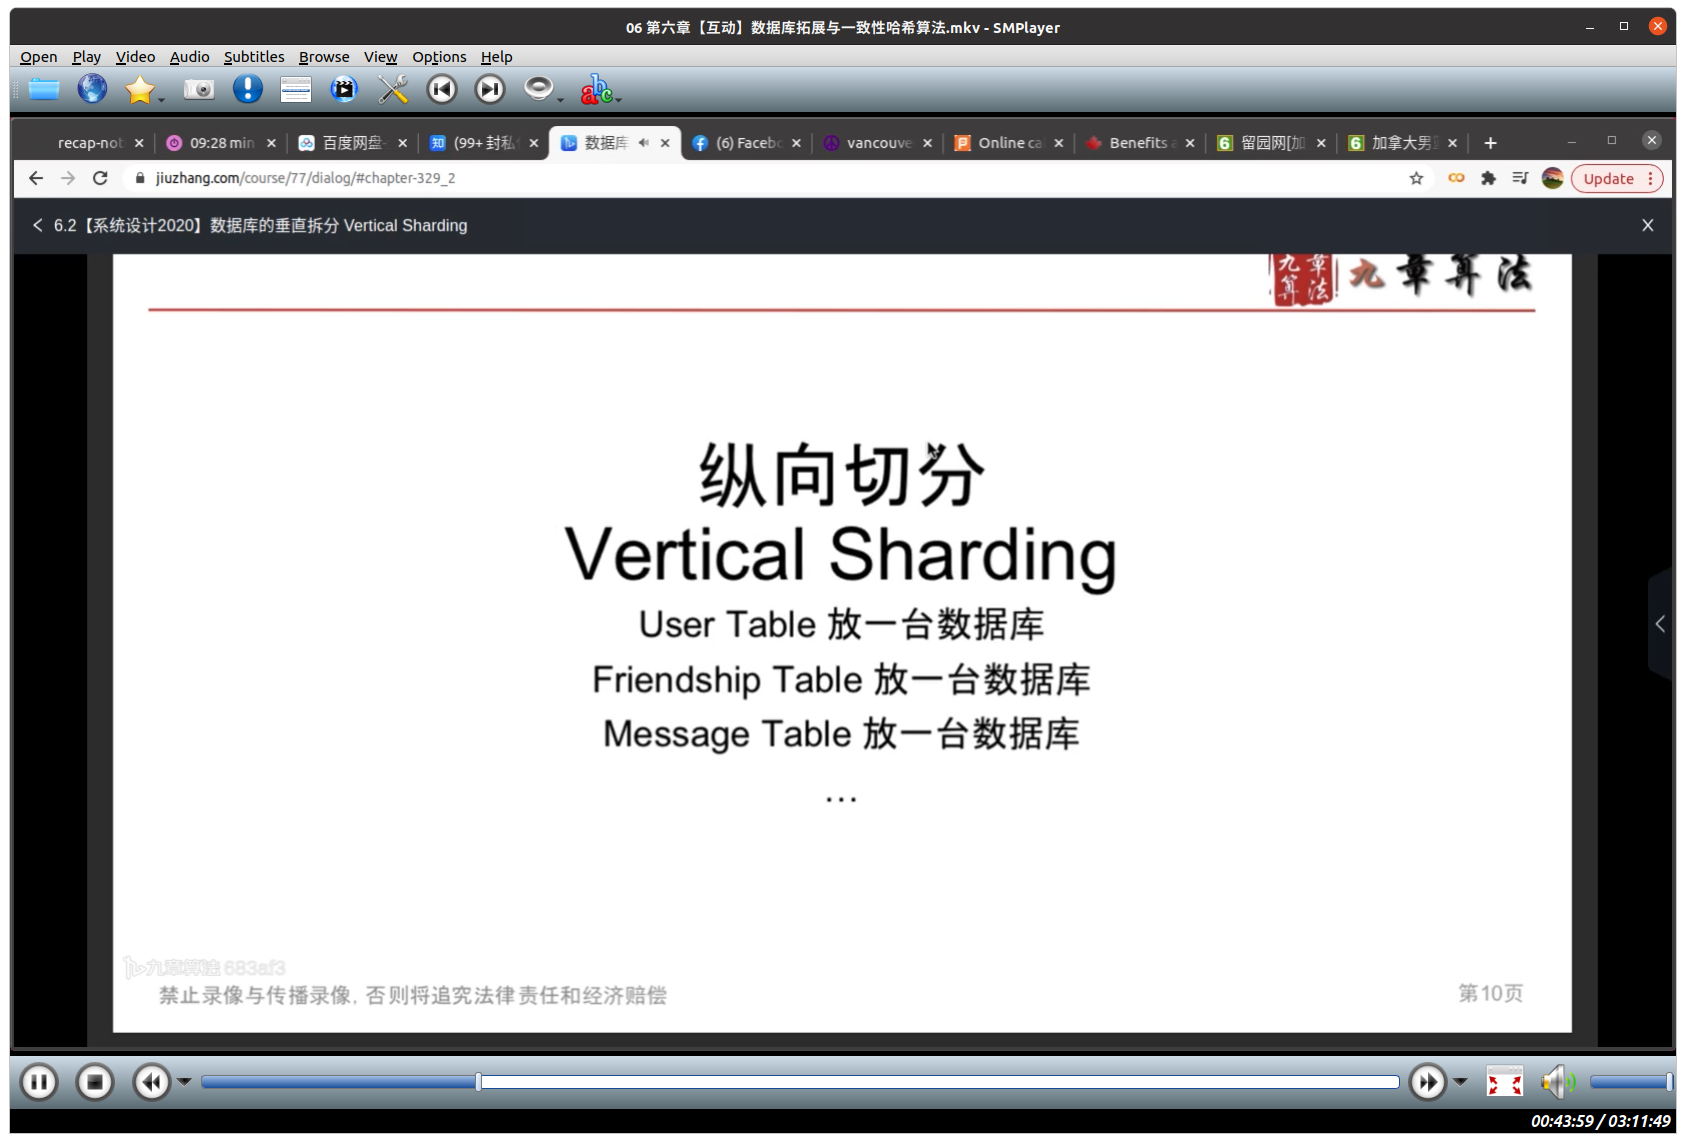 06 第六章【互动】数据库拓展与一致性哈希算法.mkv - SMPlayer
Open Play Video Audio Subtitles Browse View Options Help
abc
recap-not 09:28 min 百度网盘- (99+ 封私 数据库 (6) Facebo vancouve Online ca Benefits a 留园网[加 加拿大男
jiuzhang.com/course/77/dialog/#chapter-329_2
Update
6.2【系统设计2020】数据库的垂直拆分 Vertical Sharding
九章算法 九章算法
纵向切分
Vertical Sharding
User Table 放一台数据库
Friendship Table 放一台数据库
Message Table 放一台数据库
...
九章算法 683af3
禁止录像与传播录像, 否则将追究法律责任和经济赔偿
第10页
00:43:59 / 03:11:49